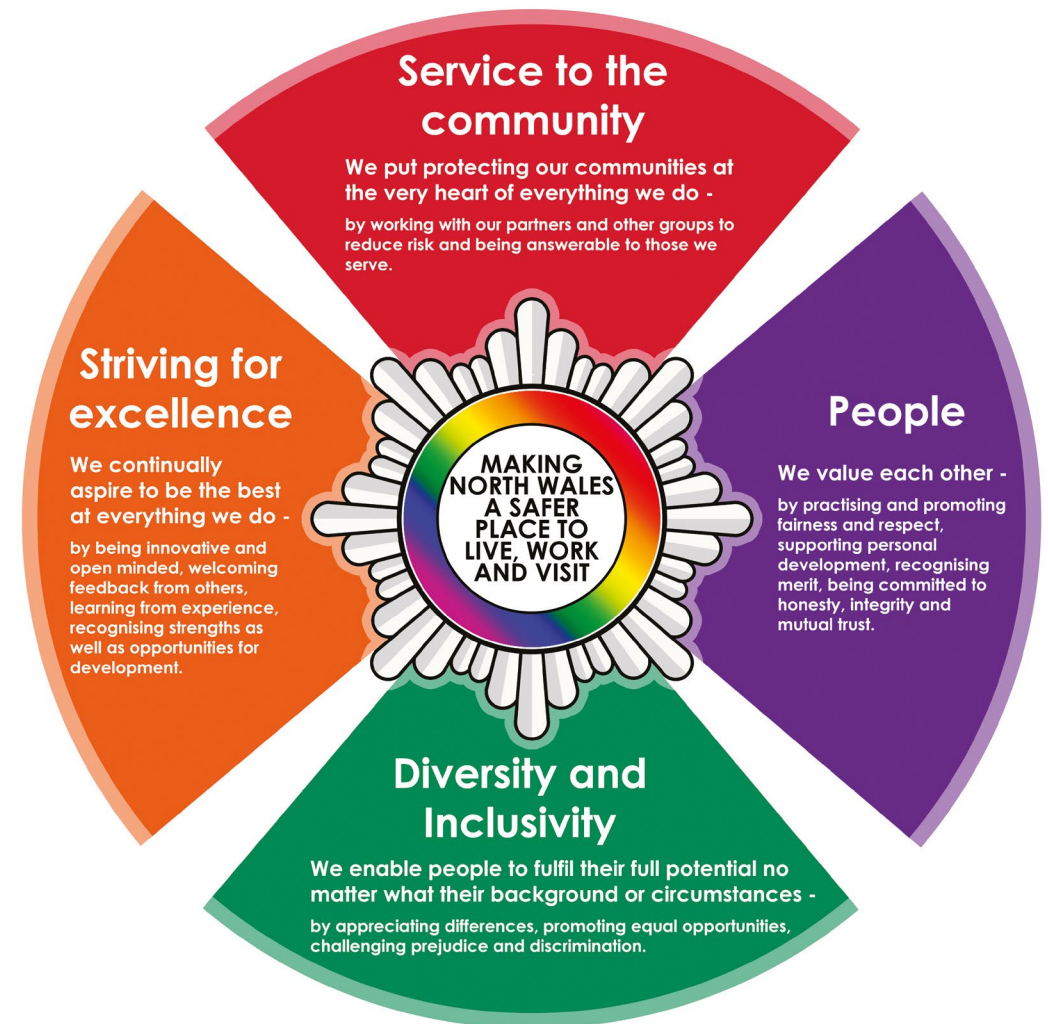 Service to the
community
We put protecting our communities at
the very heart of everything we do -
by working with our partners and other groups to
reduce risk and being answerable to those we
serve.
Striving for
excellence
We continually
aspire to be the best
at everything we do -
by being innovative and
open minded, welcoming
feedback from others,
learning from experience,
recognising strengths as
well as opportunities for
development.
MAKING
NORTH WALES
A SAFER
PLACE TO
LIVE, WORK
AND VISIT
People
We value each other -
by practising and promoting
fairness and respect,
supporting personal
development, recognising
merit, being committed to
honesty, integrity and
mutual trust.
Diversity and
Inclusivity
We enable people to fulfil their full potential no
matter what their background or circumstances -
by appreciating differences, promoting equal opportunities,
challenging prejudice and discrimination.